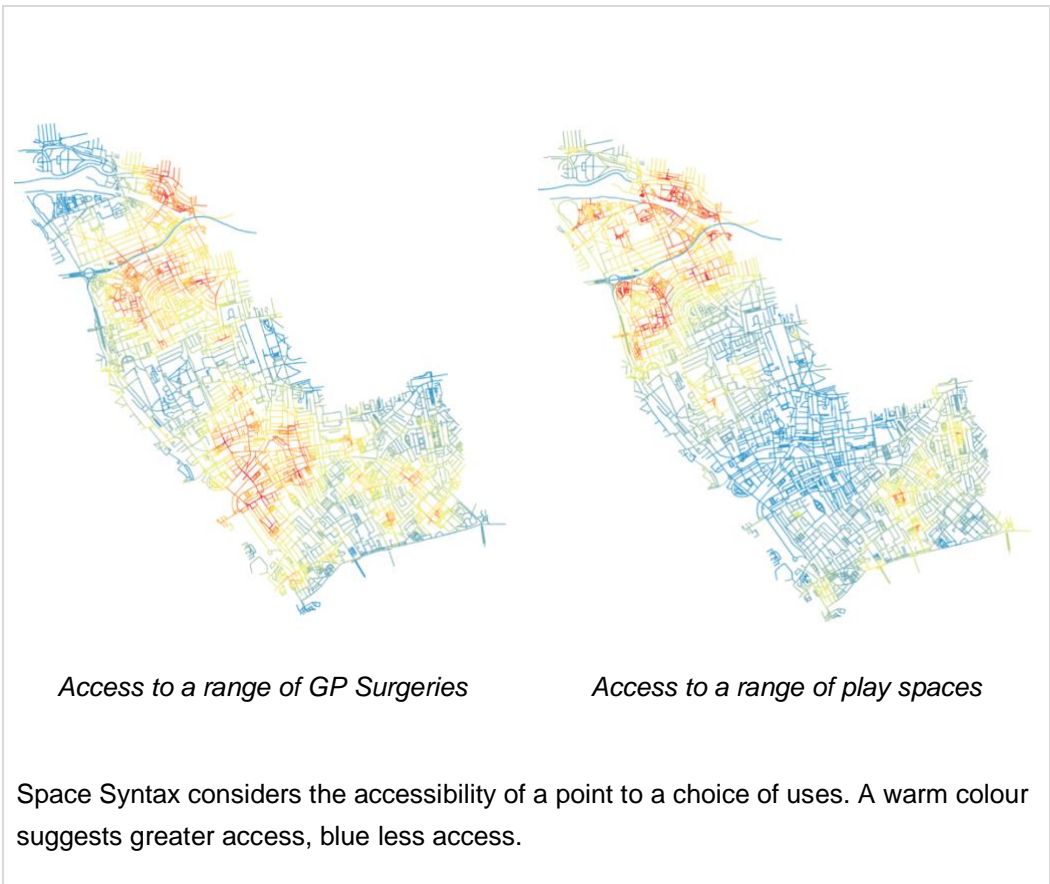 Access to a range of GP Surgeries
Access to a range of play spaces
Space Syntax considers the accessibility of a point to a choice of uses. A warm colour
suggests greater access, blue less access.